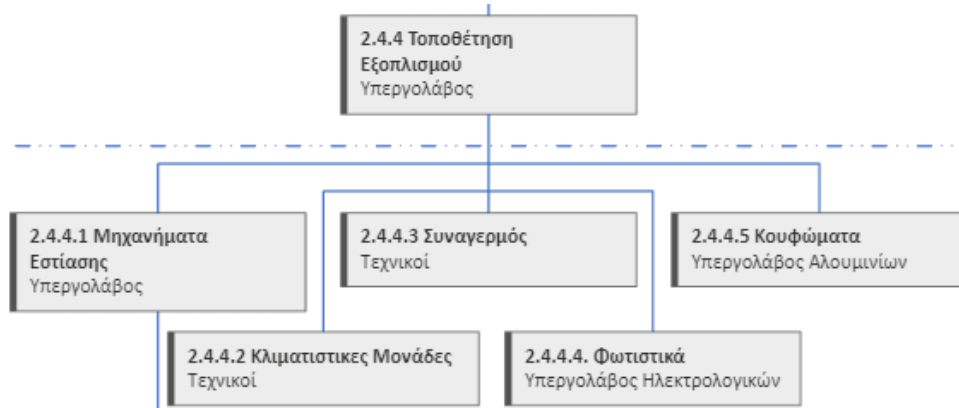 2.4.4 Τοποθέτηση
Εξοπλισμού
Υπεργολάβος
2.4.4.1 Μηχανήματα
Εστίασης
Υπεργολάβος
2.4.4.3 Συναγερμός
Τεχνικοί
2.4.4.5 Κουφώματα
Υπεργολάβος Αλουμινίων
2.4.4.2 Κλιματιστικες Μονάδες
Τεχνικοί
2.4.4.4. Φωτιστικά
Υπεργολάβος Ηλεκτρολογικών